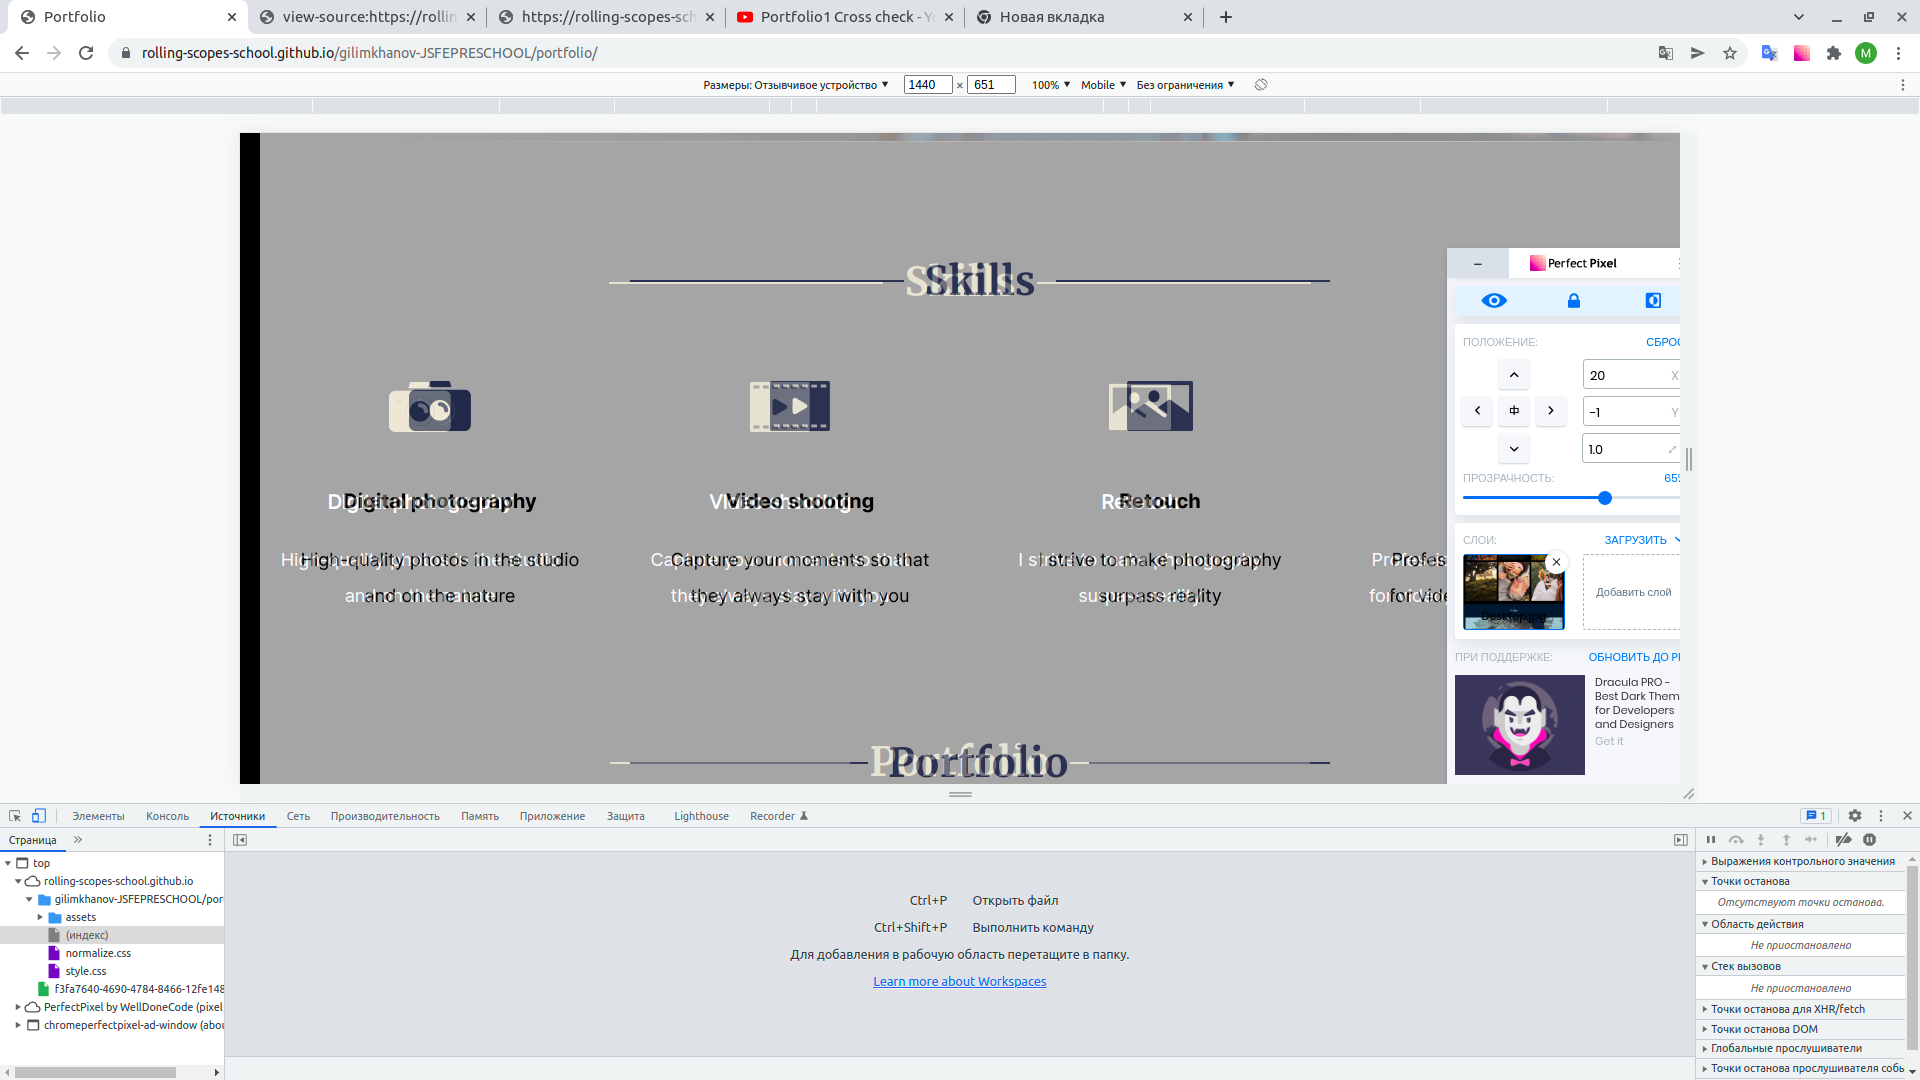 Portfolio
view-source:https://rollin
https://rolling-scopes-sch
Portfolio1 Cross check - Yo
Новая вкладка
rolling-scopes-school.github.io/gilimkhanov-JSFEPRESCHOOL/portfolio/
M
Размеры: Отзывчивое устройство ▼ 1440 × 651 100% ▼ Mobile ▼ Без ограничения ▼
Skills
Digital photography
High-quality photos in the studio
and on the nature
Video shooting
Capture your moments so that
they always stay with you
Retouch
I strive to make photography
surpass reality
Profes
for vide
Portfolio
Perfect Pixel
ПОЛОЖЕНИЕ:
СБРОС
20 X
-1 Y
1.0
ПРОЗРАЧНОСТЬ:
65%
СЛОИ:
ЗАГРУЗИТЬ
Desktop.jpg
Добавить слой
ПРИ ПОДДЕРЖКЕ:
ОБНОВИТЬ ДО PR
Dracula PRO -
Best Dark Them
for Developers
and Designers
Get it
Элементы Консоль Источники Сеть Производительность Память Приложение Защита Lighthouse Recorder
1
Страница
top
rolling-scopes-school.github.io
gilimkhanov-JSFEPRESCHOOL/por
assets
(индекс)
normalize.css
style.css
f3fa7640-4690-4784-8466-12fe148
PerfectPixel by WellDoneCode (pixel
chromeperfectpixel-ad-window (abou
Ctrl+P Открыть файл
Ctrl+Shift+P Выполнить команду
Для добавления в рабочую область перетащите в папку.
Learn more about Workspaces
Выражения контрольного значения
Точки останова
Отсутствуют точки останова.
Область действия
Не приостановлено
Стек вызовов
Не приостановлено
Точки останова для XHR/fetch
Точки останова DOM
Глобальные прослушиватели
Точки останова прослушивателя собы